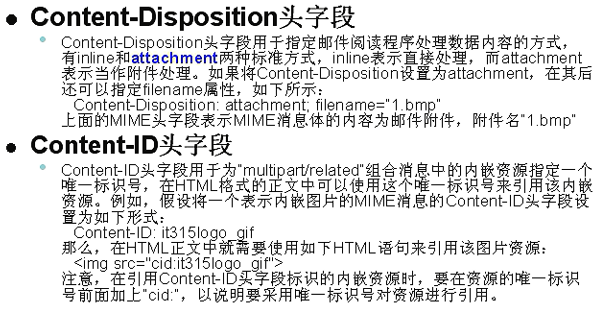 Content-Disposition头字段
Content-Disposition头字段用于指定邮件阅读程序处理数据内容的方式，
有inline和attachment两种标准方式，inline表示直接处理，而attachment
表示当作附件处理。如果将Content-Disposition设置为attachment，在其后
还可以指定filename属性，如下所示：
Content-Disposition: attachment; filename="1.bmp"
上面的MIME头字段表示MIME消息体的内容为邮件附件，附件名"1.bmp"
Content-ID头字段
Content-ID头字段用于为"multipart/related"组合消息中的内嵌资源指定一个
唯一标识号，在HTML格式的正文中可以使用这个唯一标识号来引用该内嵌
资源。例如，假设将一个表示内嵌图片的MIME消息的Content-ID头字段设
置为如下形式：
Content-ID: it315logo_gif
那么，在HTML正文中就需要使用如下HTML语句来引用该图片资源：
<img src="cid:it315logo_gif">
注意，在引用Content-ID头字段标识的内嵌资源时，要在资源的唯一标识
号前面加上"cid:"，以说明要采用唯一标识号对资源进行引用。